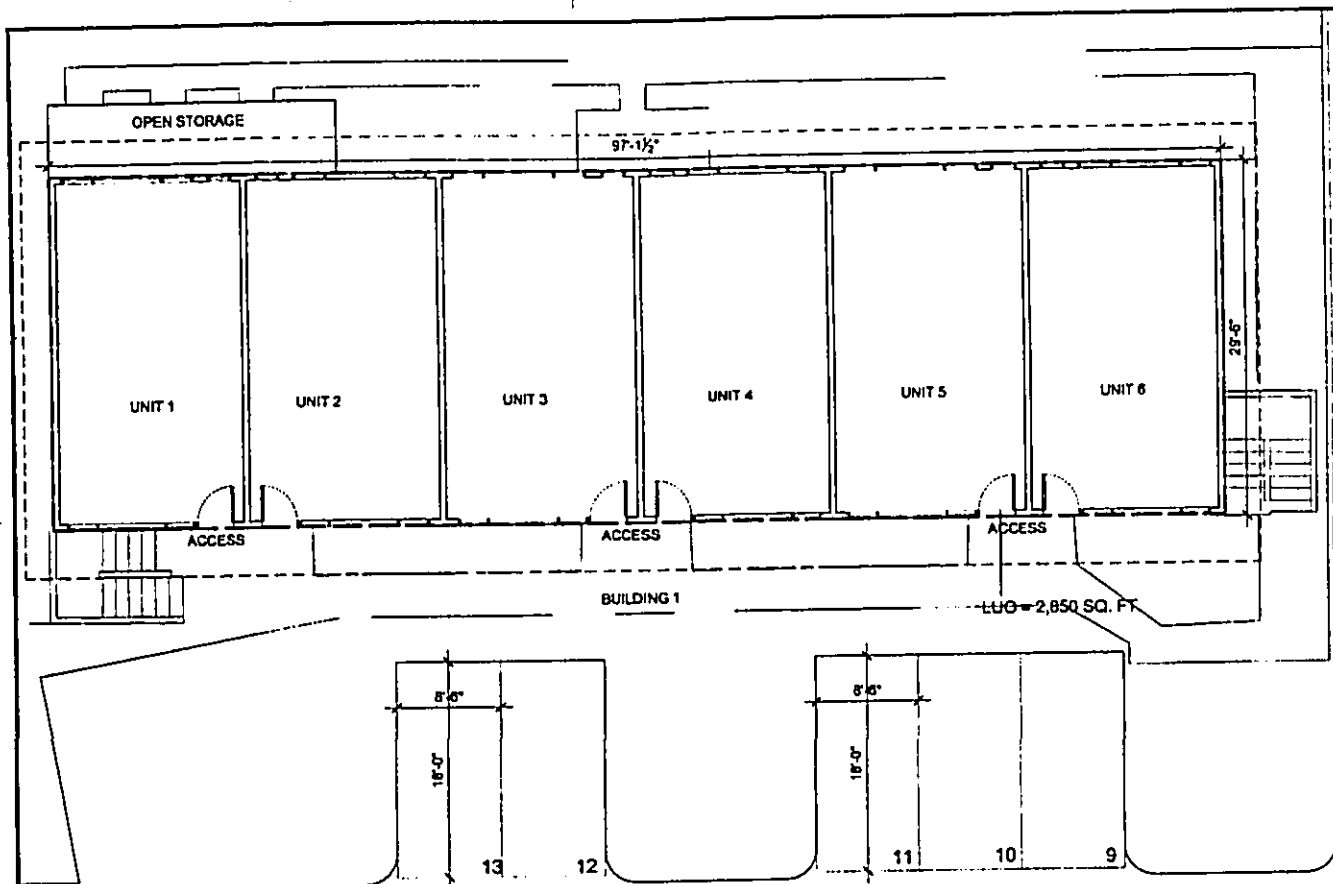 OPEN STORAGE
97'-1½"
29'-6"
UNIT 1
UNIT 2
UNIT 3
UNIT 4
UNIT 5
UNIT 6
ACCESS
ACCESS
ACCESS
BUILDING 1
LUO = 2,850 SQ. FT
8'-6"
18'-0"
8'-6"
18'-0"
13
12
11
10
9